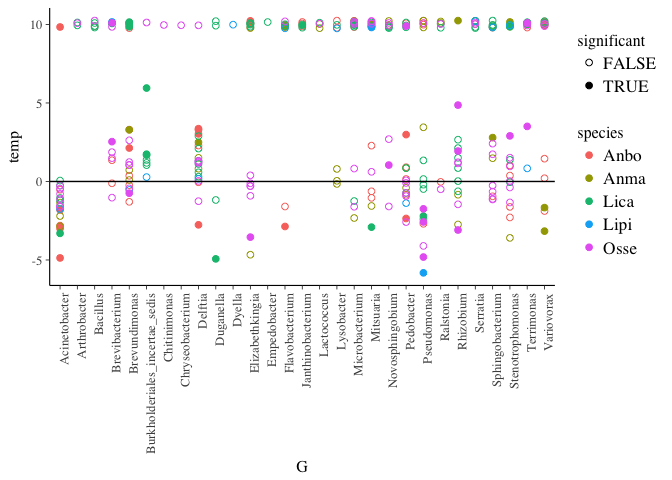 10
5
0
-5
temp
Acinetobacter
Arthrobacter
Bacillus
Brevibacterium
Brevundimonas
Burkholderiales_incertae_sedis
Chitinimonas
Chryseobacterium
Delftia
Duganella
Dyella
Elizabethkingia
Empedobacter
Flavobacterium
Janthinobacterium
Lactococcus
Lysobacter
Microbacterium
Mitsuaria
Novosphingobium
Pedobacter
Pseudomonas
Ralstonia
Rhizobium
Serratia
Sphingobacterium
Stenotrophomonas
Terrimonas
Variovorax
G
significant
FALSE
TRUE
species
Anbo
Anma
Lica
Lipi
Osse